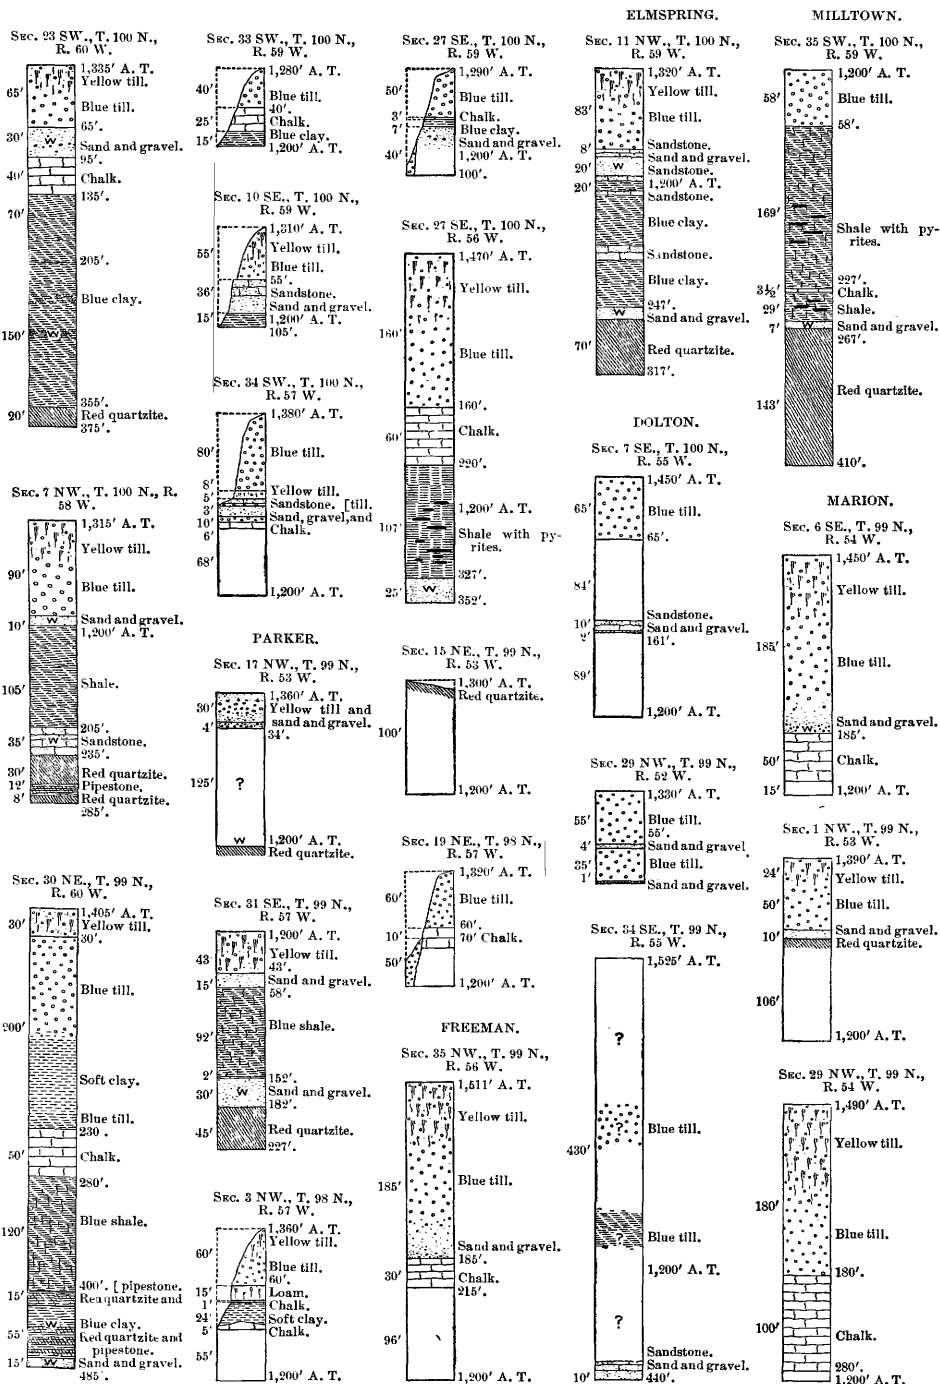 SEC. 23 SW., T. 100 N.,
R. 60 W.
1,335' A. T.
Yellow till.
65'
Blue till.
65'.
30'
W
Sand and gravel.
95'.
40'
Chalk.
135'.
70'
205'.
Blue clay.
150'
W
355'.
20'
Red quartzite.
375'.
SEC. 7 NW., T. 100 N., R.
58 W.
1,315' A. T.
Yellow till.
90'
Blue till.
10'
W
Sand and gravel.
1,200' A. T.
105'
Shale.
205'.
35'
W
Sandstone.
235'.
30'
Red quartzite.
12'
Pipestone.
8'
Red quartzite.
285'.
SEC. 30 NE., T. 99 N.,
R. 60 W.
1,405' A. T.
30'
Yellow till.
30'.
Blue till.
200'
Soft clay.
Blue till.
230 .
50'
Chalk.
280'.
Blue shale.
120'
400'. [ pipestone.
15'
Red quartzite and
W
Blue clay.
55'
Red quartzite and
pipestone.
15'
W
Sand and gravel.
485'.
SEC. 33 SW., T. 100 N.,
R. 59 W.
1,280' A. T.
40'
Blue till.
40'.
25'
Chalk.
15'
Blue clay.
1,200' A. T.
SEC. 10 SE., T. 100 N.,
R. 59 W.
1,310' A. T.
55'
Yellow till.
Blue till.
55'.
36'
Sandstone.
Sand and gravel.
15'
1,200' A. T.
105'.
SEC. 34 SW., T. 100 N.,
R. 57 W.
1,380' A. T.
80'
Blue till.
8'
Yellow till.
5'
Sandstone. [till.
3'
Sand, gravel, and
10'
Chalk.
6'
68'
1,200' A. T.
PARKER.
SEC. 17 NW., T. 99 N.,
R. 53 W.
1,360' A. T.
30'
Yellow till and
sand and gravel.
4'
34'.
125'
?
W
1,200' A. T.
Red quartzite.
SEC. 31 SE., T. 99 N.,
R. 57 W.
1,200' A. T.
43
Yellow till.
43'.
15'
Sand and gravel.
58'.
92'
Blue shale.
2'
152'.
30'
W
Sand and gravel.
182'.
45'
Red quartzite.
227'.
SEC. 3 NW., T. 98 N.,
R. 57 W.
1,360' A. T.
Yellow till.
60'
Blue till.
60'.
15'
Loam.
1'
Chalk.
24'
Soft clay.
5'
Chalk.
55'
1,200' A. T.
SEC. 27 SE., T. 100 N.,
R. 59 W.
1,290' A. T.
50'
Blue till.
3'
Chalk.
7'
Blue clay.
Sand and gravel.
40'
1,200' A. T.
100'.
SEC. 27 SE., T. 100 N.,
R. 56 W.
1,470' A. T.
Yellow till.
160'
Blue till.
160'.
60'
Chalk.
220'.
1,200' A. T.
107'
Shale with py-
rites.
327'.
25'
W
352'.
SEC. 15 NE., T. 99 N.,
R. 53 W.
1,300' A. T.
Red quartzite.
100'
1,200' A. T.
SEC. 19 NE., T. 98 N.,
R. 57 W.
1,320' A. T.
60'
Blue till.
60'.
10'
70' Chalk.
50'
1,200' A. T.
FREEMAN.
SEC. 35 NW., T. 99 N.,
R. 56 W.
1,511' A. T.
Yellow till.
185'
Blue till.
Sand and gravel.
185'.
30'
Chalk.
215'.
96'
1,200' A. T.
ELMSPRING.
SEC. 11 NW., T. 100 N.,
R. 59 W.
1,320' A. T.
Yellow till.
83'
Blue till.
8'
Sandstone.
Sand and gravel.
20'
W
Sandstone.
20'
1,200' A. T.
Sandstone.
Blue clay.
Sandstone.
Blue clay.
247'.
W
Sand and gravel.
70'
Red quartzite.
317'.
DOLTON.
SEC. 7 SE., T. 100 N.,
R. 55 W.
1,450' A. T.
65'
Blue till.
65'.
84'
Sandstone.
10'
Sand and gravel.
2'
161'.
89'
1,200' A. T.
SEC. 29 NW., T. 99 N.,
R. 52 W.
1,330' A. T.
55'
Blue till.
55'.
4'
Sand and gravel
35'
Blue till.
1'
Sand and gravel.
SEC. 34 SE., T. 99 N.,
R. 55 W.
1,525' A. T.
?
?
Blue till.
430'
?
Blue till.
1,200' A. T.
?
Sandstone.
Sand and gravel.
10'
440'.
MILLTOWN.
SEC. 35 SW., T. 100 N.,
R. 59 W.
1,200' A. T.
58'
Blue till.
58'.
169'
Shale with py-
rites.
227'.
3½'
Chalk.
29'
Shale.
7'
W
Sand and gravel.
267'.
143'
Red quartzite.
410'.
MARION.
SEC. 6 SE., T. 99 N.,
R. 54 W.
1,450' A. T.
Yellow till.
185'
Blue till.
Sand and gravel.
W
185'.
50'
Chalk.
15'
1,200' A. T.
SEC. 1 NW., T. 99 N.,
R. 53 W.
1,390' A. T.
24'
Yellow till.
50'
Blue till.
10'
Sand and gravel.
Red quartzite.
106'
1,200' A. T.
SEC. 29 NW., T. 99 N.,
R. 54 W.
1,490' A. T.
Yellow till.
180'
Blue till.
180'.
100'
Chalk.
280'.
1,200' A. T.